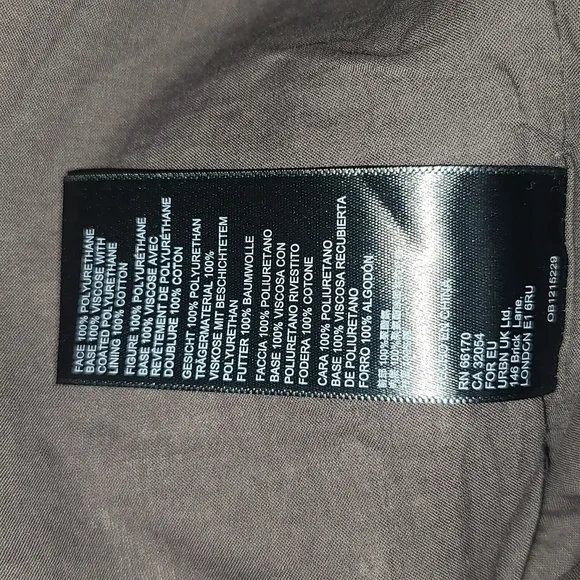 FACE 100% POLYURETHANE
BASE 100% VISCOSE WITH
COATED POLYURETHANE
LINING 100% COTTON
FIGURE 100% POLYURÉTHANE
BASE 100% VISCOSE AVEC
REVÊTEMENT DE POLYURÉTHANE
DOUBLURE 100% COTON
GESICHT 100% POLYURETHAN
TRÄGERMATERIAL 100%
VISKOSE MIT BESCHICHTETEM
POLYURETHAN
FUTTER 100% BAUMWOLLE
FACCIA 100% POLIURETANO
BASE 100% VISCOSA CON
POLIURETANO RIVESTITO
FODERA 100% COTONE
CARA 100% POLIURETANO
BASE 100% VISCOSA RECUBIERTA
DE POLIURETANO
FORRO 100% ALGODÓN
IN CHINA
RN 66170
CA 32054
FOR EU
URBN UK Ltd.
146 Brick Lane,
LONDON E1 6RU
OB1215229